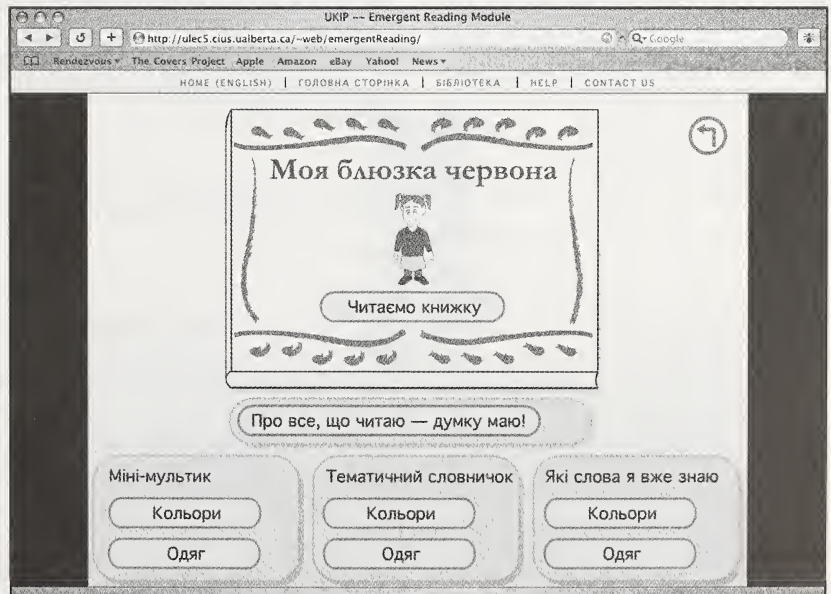 UKIP -- Emergent Reading Module
http://ulec5.cius.ualberta.ca/~web/emergentReading/
Google
Rendezvous The Covers Project Apple Amazon eBay Yahoo! News
HOME (ENGLISH) | ГОЛОВНА СТОРІНКА | БІБЛІОТЕКА | HELP | CONTACT US
Моя блюзка червона
Читаємо книжку
Про все, що читаю — думку маю!
Міні-мультик
Кольори
Одяг
Тематичний словничок
Кольори
Одяг
Які слова я вже знаю
Кольори
Одяг